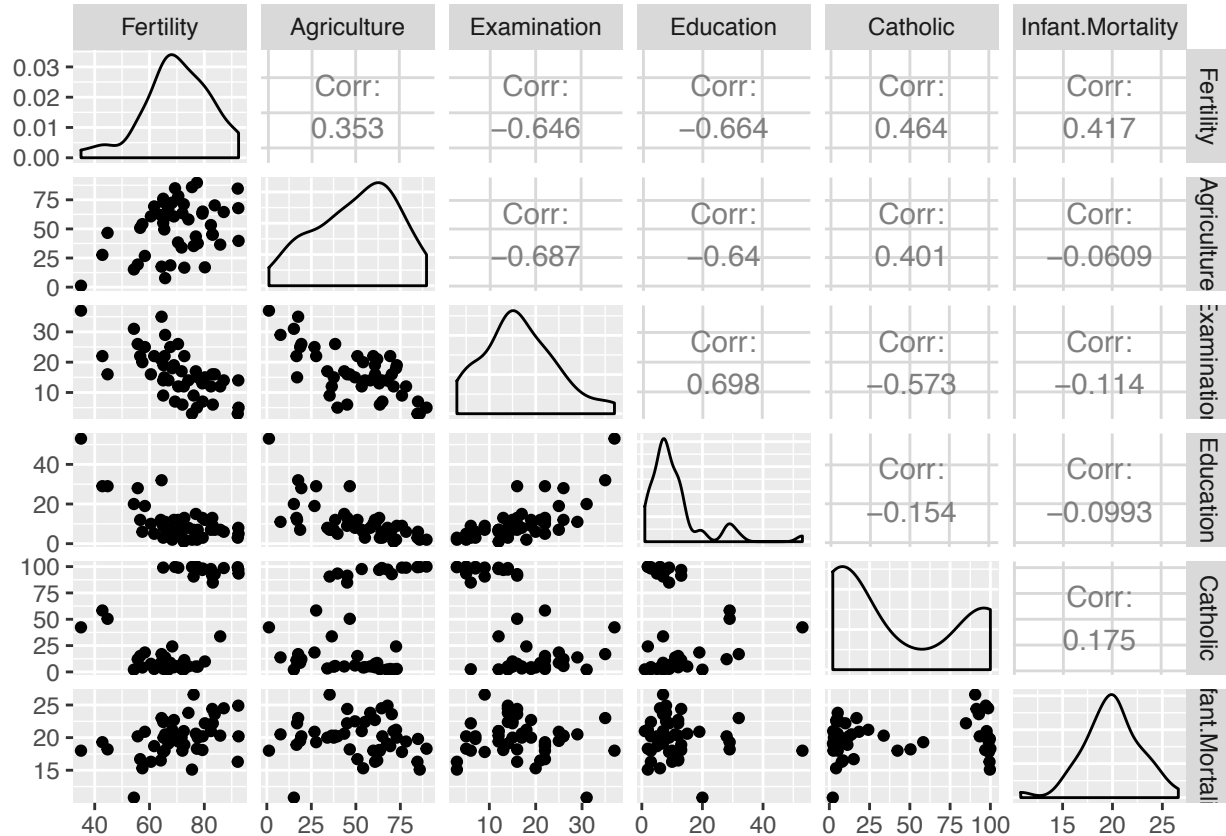 Fertility Agriculture Examination Education Catholic Infant.Mortality
0.03
0.02
0.01
0.00
Corr:
0.353
Corr:
−0.646
Corr:
−0.664
Corr:
0.464
Corr:
0.417
Fertility
75
50
25
0
Corr:
−0.687
Corr:
−0.64
Corr:
0.401
Corr:
−0.0609
Agriculture
30
20
10
Corr:
0.698
Corr:
−0.573
Corr:
−0.114
Examination
40
20
0
Corr:
−0.154
Corr:
−0.0993
Education
100
75
50
25
0
Corr:
0.175
Catholic
25
20
15
fant.Mortali
40 60 80 0 25 50 75 10 20 30 0 20 40 0 25 50 75 100 15 20 25